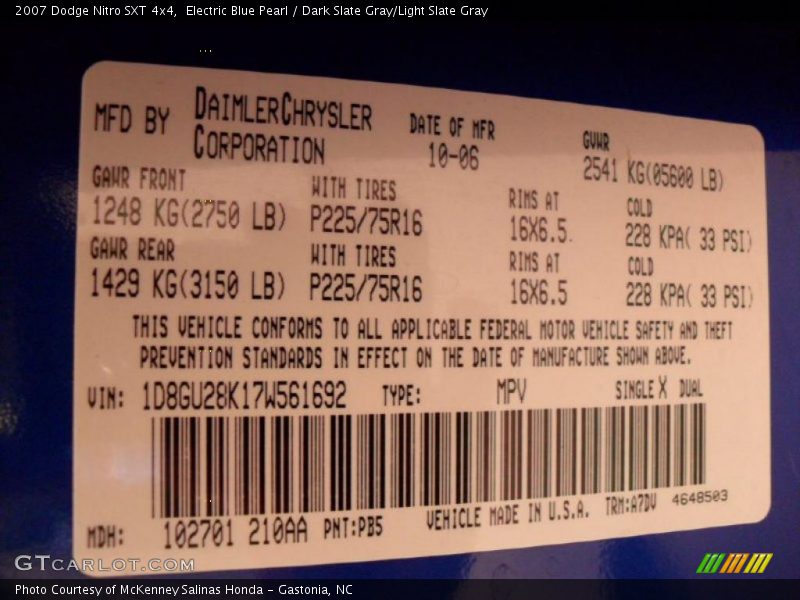 2007 Dodge Nitro SXT 4x4,  Electric Blue Pearl / Dark Slate Gray/Light Slate Gray
MFD BY DAIMLERCHRYSLER CORPORATION
DATE OF MFR 10-06
GVWR 2541 KG(05600 LB)
GAWR FRONT WITH TIRES RIMS AT COLD
1248 KG(2750 LB) P225/75R16 16X6.5 228 KPA( 33 PSI)
GAWR REAR WITH TIRES RIMS AT COLD
1429 KG(3150 LB) P225/75R16 16X6.5 228 KPA( 33 PSI)
THIS VEHICLE CONFORMS TO ALL APPLICABLE FEDERAL MOTOR VEHICLE SAFETY AND THEFT
PREVENTION STANDARDS IN EFFECT ON THE DATE OF MANUFACTURE SHOWN ABOVE.
VIN: 1D8GU28K17W561692 TYPE: MPV SINGLE X DUAL
MDH: 102701 210AA PNT:PB5 VEHICLE MADE IN U.S.A. TRM:A7DV 4648503
GTCARLOT.COM
Photo Courtesy of McKenney Salinas Honda - Gastonia, NC